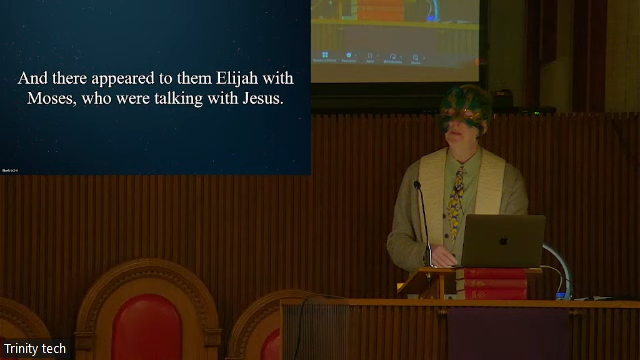 And there appeared to them Elijah with
Moses, who were talking with Jesus.
Trinity tech